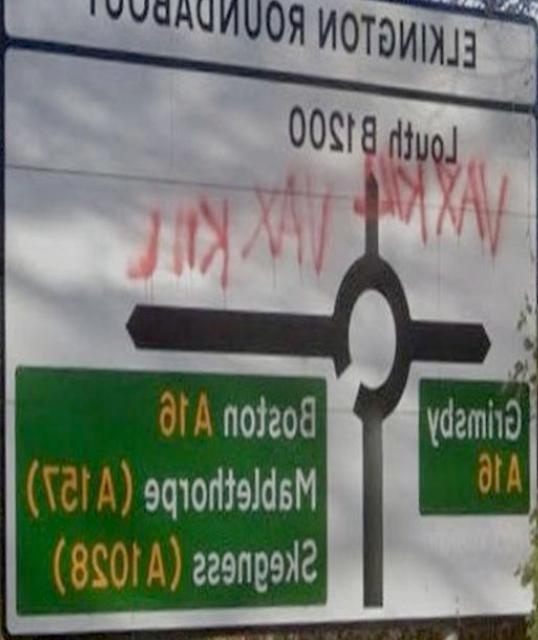 ELKINGTON ROUNDABOUT
Louth B1200
VAX KILL VAX KILL
Grimsby
A16
Boston A16
Mablethorpe (A157)
Skegness (A1028)